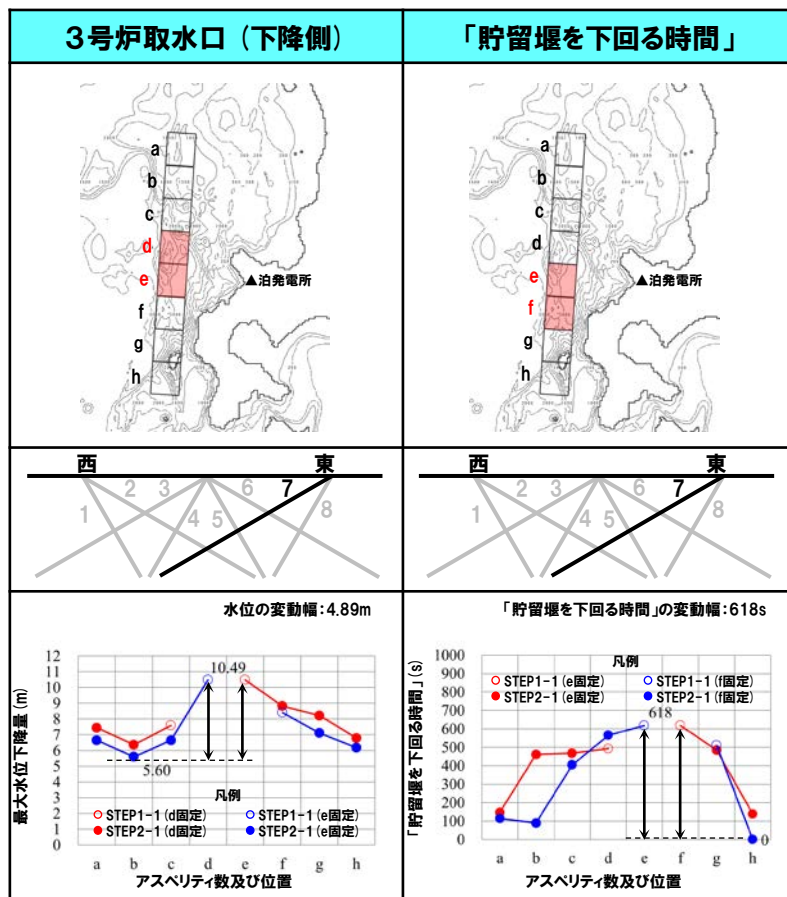 3号炉取水口（下降側）
「貯留堰を下回る時間」
a
b
c
d
e
f
g
h
▲泊発電所
a
b
c
d
e
f
g
h
▲泊発電所
西
東
1
2
3
4
5
6
7
8
西
東
1
2
3
4
5
6
7
8
水位の変動幅：4.89m
最大水位下降量（m）
12
11
10
9
8
7
6
5
4
3
2
1
0
10.49
5.60
凡例
STEP1-1（d固定） STEP1-1（e固定）
STEP2-1（d固定） STEP2-1（e固定）
a b c d e f g h
アスペリティ数及び位置
「貯留堰を下回る時間」の変動幅：618s
「貯留堰を下回る時間」（s）
1000
900
800
700
600
500
400
300
200
100
0
凡例
STEP1-1（e固定） STEP1-1（f固定）
STEP2-1（e固定） STEP2-1（f固定）
618
0
a b c d e f g h
アスペリティ数及び位置